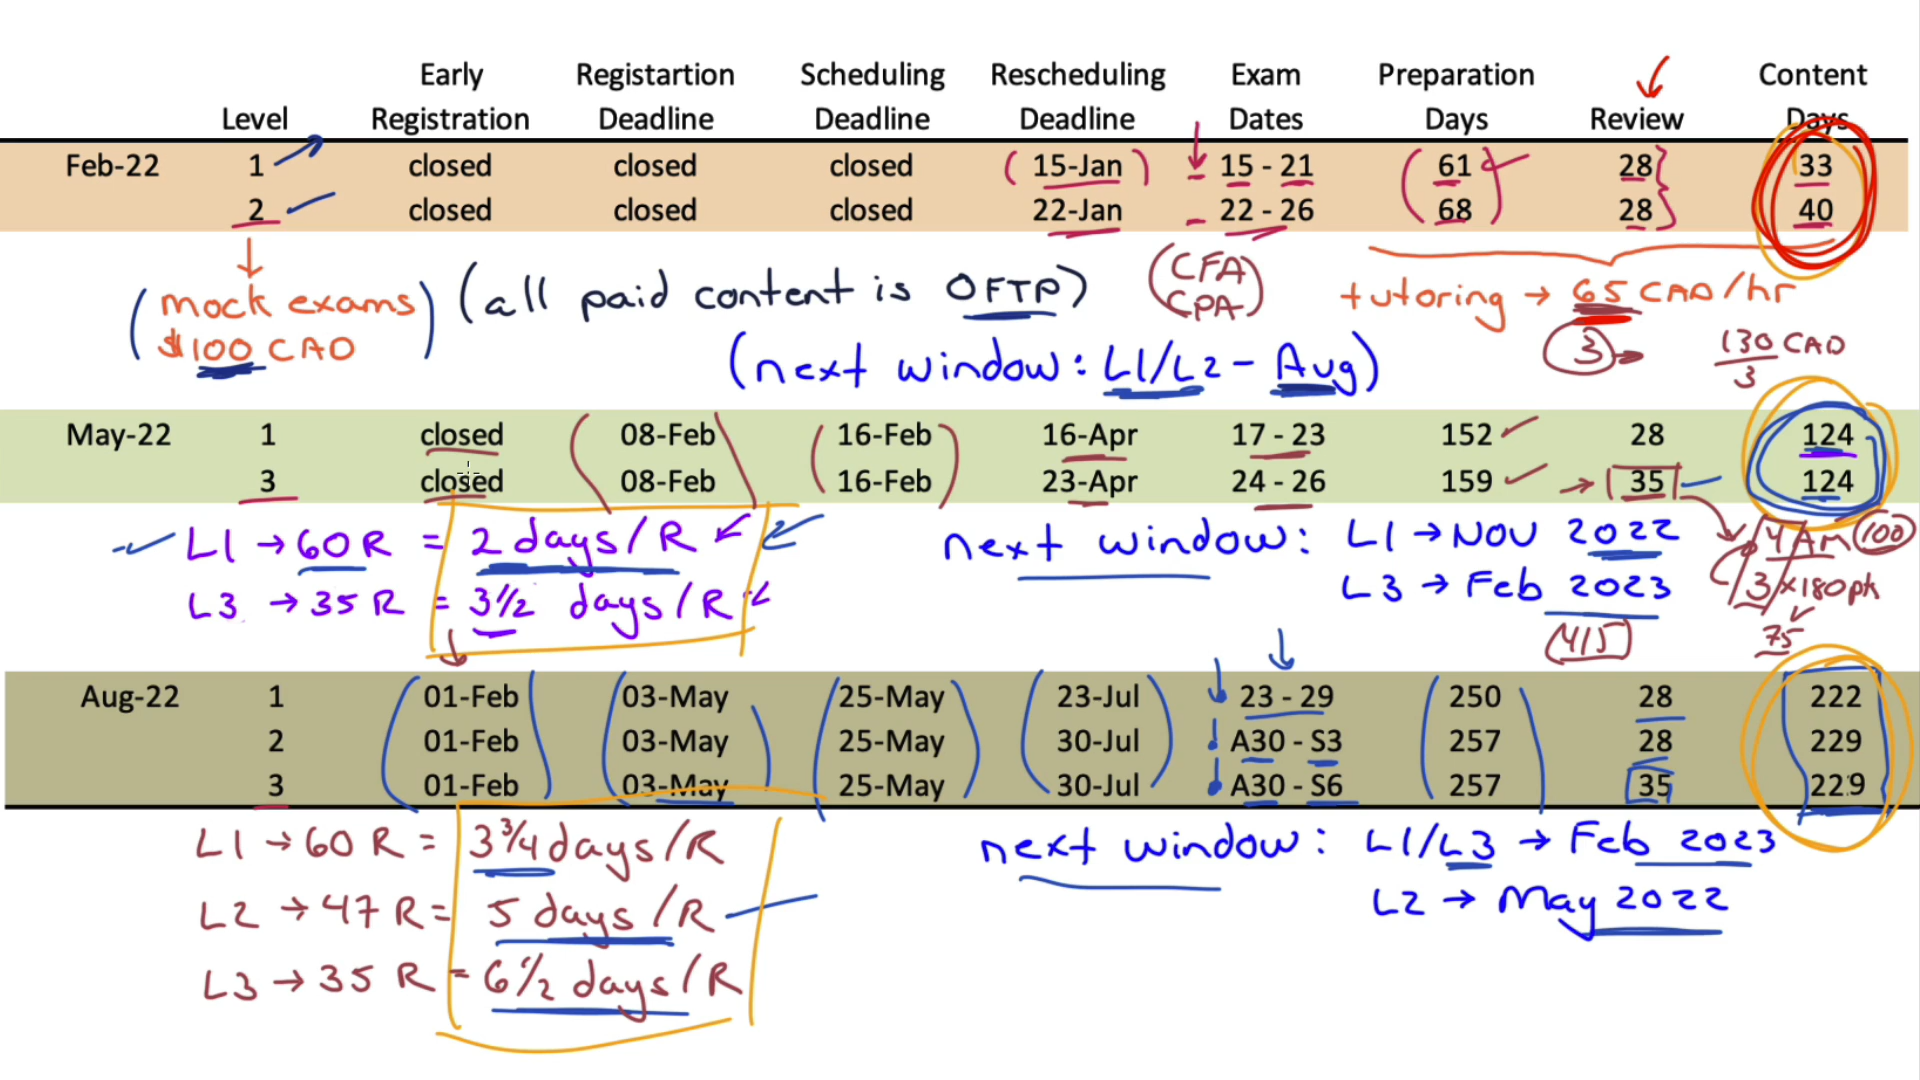 Early Registartion Scheduling Rescheduling Exam Preparation Content
Level Registration Deadline Deadline Deadline Dates Days Review Days
Feb-22 1 closed closed closed (15-Jan) 15 - 21 61 28 33
2 closed closed closed 22-Jan 22 - 26 68 28 40
(mock exams $100 CAD)
(all paid content is OFTP)
(CFA CPA)
tutoring → 65 CAD/hr
3 → 130 CAD/3
(next window: L1/L2 - Aug)
May-22 1 closed 08-Feb 16-Feb 16-Apr 17 - 23 152 28 124
3 closed 08-Feb 16-Feb 23-Apr 24 - 26 159 35 124
L1 → 60 R = 2 days/R
L3 → 35 R = 3½ days/R
next window: L1 → Nov 2022
L3 → Feb 2023
4 AM 100
3 x 180 pk
75
4/5
Aug-22 1 01-Feb 03-May 25-May 23-Jul 23 - 29 250 28 222
2 01-Feb 03-May 25-May 30-Jul A30 - S3 257 28 229
3 01-Feb 03-May 25-May 30-Jul A30 - S6 257 35 229
L1 → 60 R = 3¾ days/R
L2 → 47 R = 5 days/R
L3 → 35 R = 6½ days/R
next window: L1/L3 → Feb 2023
L2 → May 2022